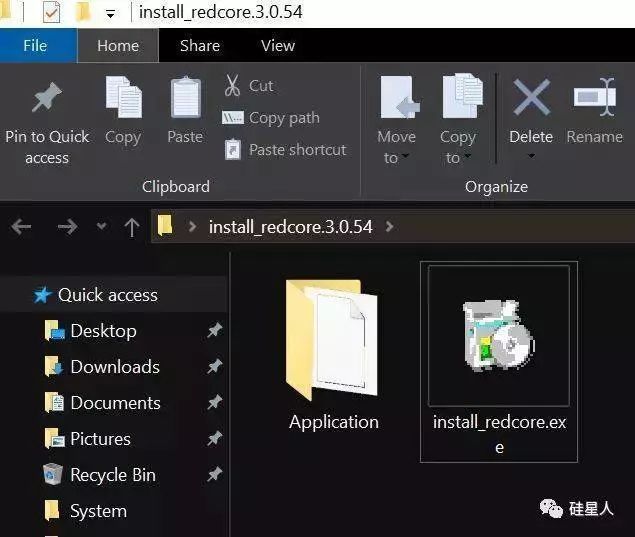 install_redcore.3.0.54
File
Home
Share
View
Pin to Quick
access
Copy
Paste
Cut
Copy path
Paste shortcut
Clipboard
Move
to
Copy
to
Delete
Rename
Organize
install_redcore.3.0.54
Quick access
Desktop
Downloads
Documents
Pictures
Recycle Bin
System
Application
install_redcore.ex
e
硅星人